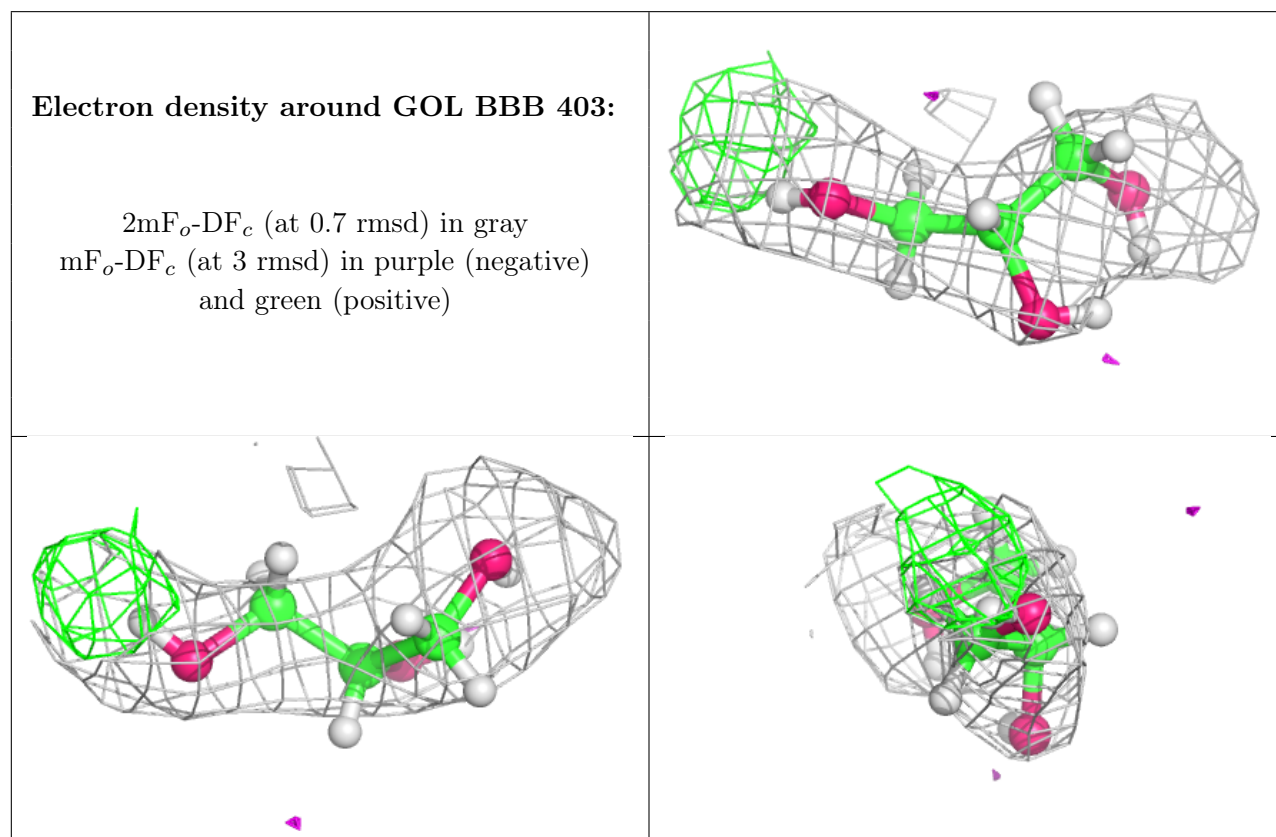 Electron density around GOL BBB 403:
2mFo-DFc (at 0.7 rmsd) in gray
mFo-DFc (at 3 rmsd) in purple (negative)
and green (positive)